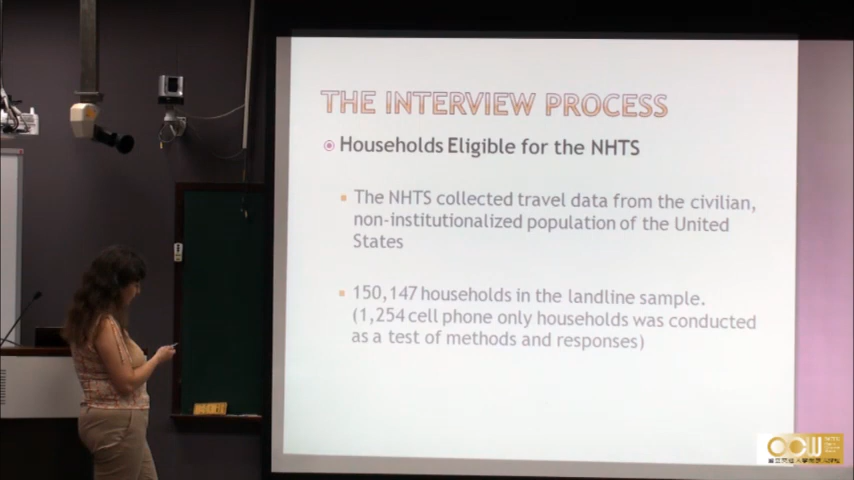 THE INTERVIEW PROCESS
Households Eligible for the NHTS
The NHTS collected travel data from the civilian,
non-institutionalized population of the United
States
150,147 households in the landline sample.
(1,254 cell phone only households was conducted
as a test of methods and responses)
OCW